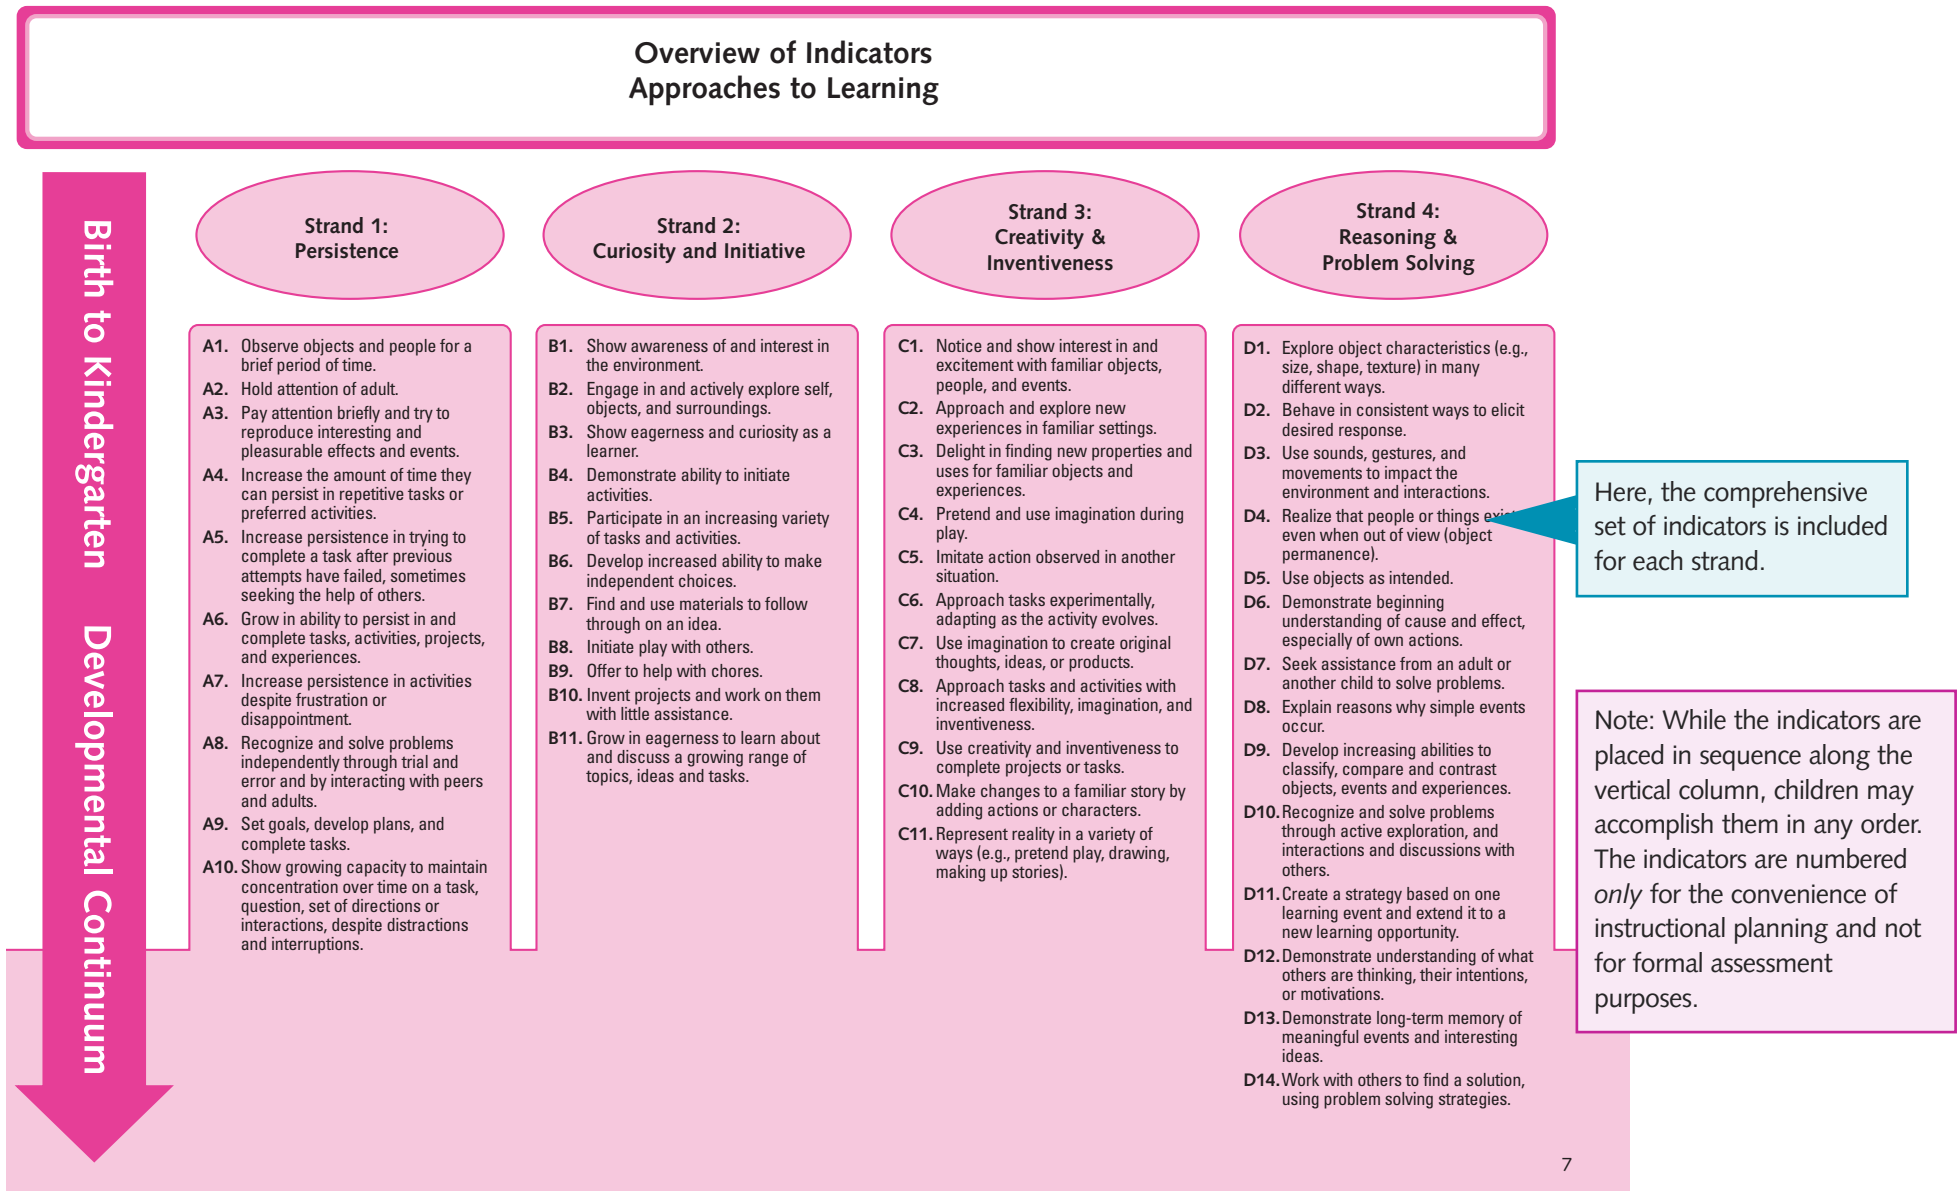 Overview of Indicators
Approaches to Learning
Birth to Kindergarten Developmental Continuum
Strand 1:
Persistence
A1. Observe objects and people for a
brief period of time.
A2. Hold attention of adult.
A3. Pay attention briefly and try to
reproduce interesting and
pleasurable effects and events.
A4. Increase the amount of time they
can persist in repetitive tasks or
preferred activities.
A5. Increase persistence in trying to
complete a task after previous
attempts have failed, sometimes
seeking the help of others.
A6. Grow in ability to persist in and
complete tasks, activities, projects,
and experiences.
A7. Increase persistence in activities
despite frustration or
disappointment.
A8. Recognize and solve problems
independently through trial and
error and by interacting with peers
and adults.
A9. Set goals, develop plans, and
complete tasks.
A10. Show growing capacity to maintain
concentration over time on a task,
question, set of directions or
interactions, despite distractions
and interruptions.
Strand 2:
Curiosity and Initiative
B1. Show awareness of and interest in
the environment.
B2. Engage in and actively explore self,
objects, and surroundings.
B3. Show eagerness and curiosity as a
learner.
B4. Demonstrate ability to initiate
activities.
B5. Participate in an increasing variety
of tasks and activities.
B6. Develop increased ability to make
independent choices.
B7. Find and use materials to follow
through on an idea.
B8. Initiate play with others.
B9. Offer to help with chores.
B10. Invent projects and work on them
with little assistance.
B11. Grow in eagerness to learn about
and discuss a growing range of
topics, ideas and tasks.
Strand 3:
Creativity &
Inventiveness
C1. Notice and show interest in and
excitement with familiar objects,
people, and events.
C2. Approach and explore new
experiences in familiar settings.
C3. Delight in finding new properties and
uses for familiar objects and
experiences.
C4. Pretend and use imagination during
play.
C5. Imitate action observed in another
situation.
C6. Approach tasks experimentally,
adapting as the activity evolves.
C7. Use imagination to create original
thoughts, ideas, or products.
C8. Approach tasks and activities with
increased flexibility, imagination, and
inventiveness.
C9. Use creativity and inventiveness to
complete projects or tasks.
C10. Make changes to a familiar story by
adding actions or characters.
C11. Represent reality in a variety of
ways (e.g., pretend play, drawing,
making up stories).
Strand 4:
Reasoning &
Problem Solving
D1. Explore object characteristics (e.g.,
size, shape, texture) in many
different ways.
D2. Behave in consistent ways to elicit
desired response.
D3. Use sounds, gestures, and
movements to impact the
environment and interactions.
D4. Realize that people or things
even when out of view (object
permanence).
D5. Use objects as intended.
D6. Demonstrate beginning
understanding of cause and effect,
especially of own actions.
D7. Seek assistance from an adult or
another child to solve problems.
D8. Explain reasons why simple events
occur.
D9. Develop increasing abilities to
classify, compare and contrast
objects, events and experiences.
D10. Recognize and solve problems
through active exploration, and
interactions and discussions with
others.
D11. Create a strategy based on one
learning event and extend it to a
new learning opportunity.
D12. Demonstrate understanding of what
others are thinking, their intentions,
or motivations.
D13. Demonstrate long-term memory of
meaningful events and interesting
ideas.
D14. Work with others to find a solution,
using problem solving strategies.
Here, the comprehensive
set of indicators is included
for each strand.
Note: While the indicators are
placed in sequence along the
vertical column, children may
accomplish them in any order.
The indicators are numbered
only for the convenience of
instructional planning and not
for formal assessment
purposes.
7